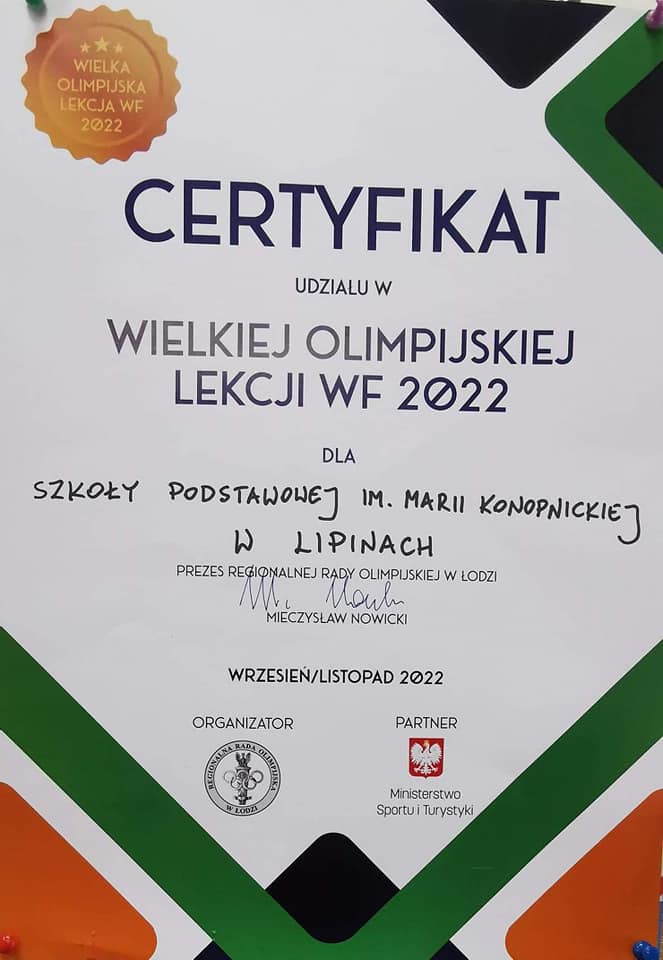 WIELKA
OLIMPIJSKA
LEKCJA WF
2022
CERTYFIKAT
UDZIAŁU W
WIELKIEJ OLIMPIJSKIEJ
LEKCJI WF 2022
DLA
SZKOŁY PODSTAWOWEJ IM. MARII KONOPNICKIEJ
W LIPINACH
PREZES REGIONALNEJ RADY OLIMPIJSKIEJ W ŁODZI
MIECZYSŁAW NOWICKI
WRZESIEŃ/LISTOPAD 2022
ORGANIZATOR
PARTNER
REGIONALNA RADA OLIMPIJSKA
W ŁODZI
Ministerstwo
Sportu i Turystyki